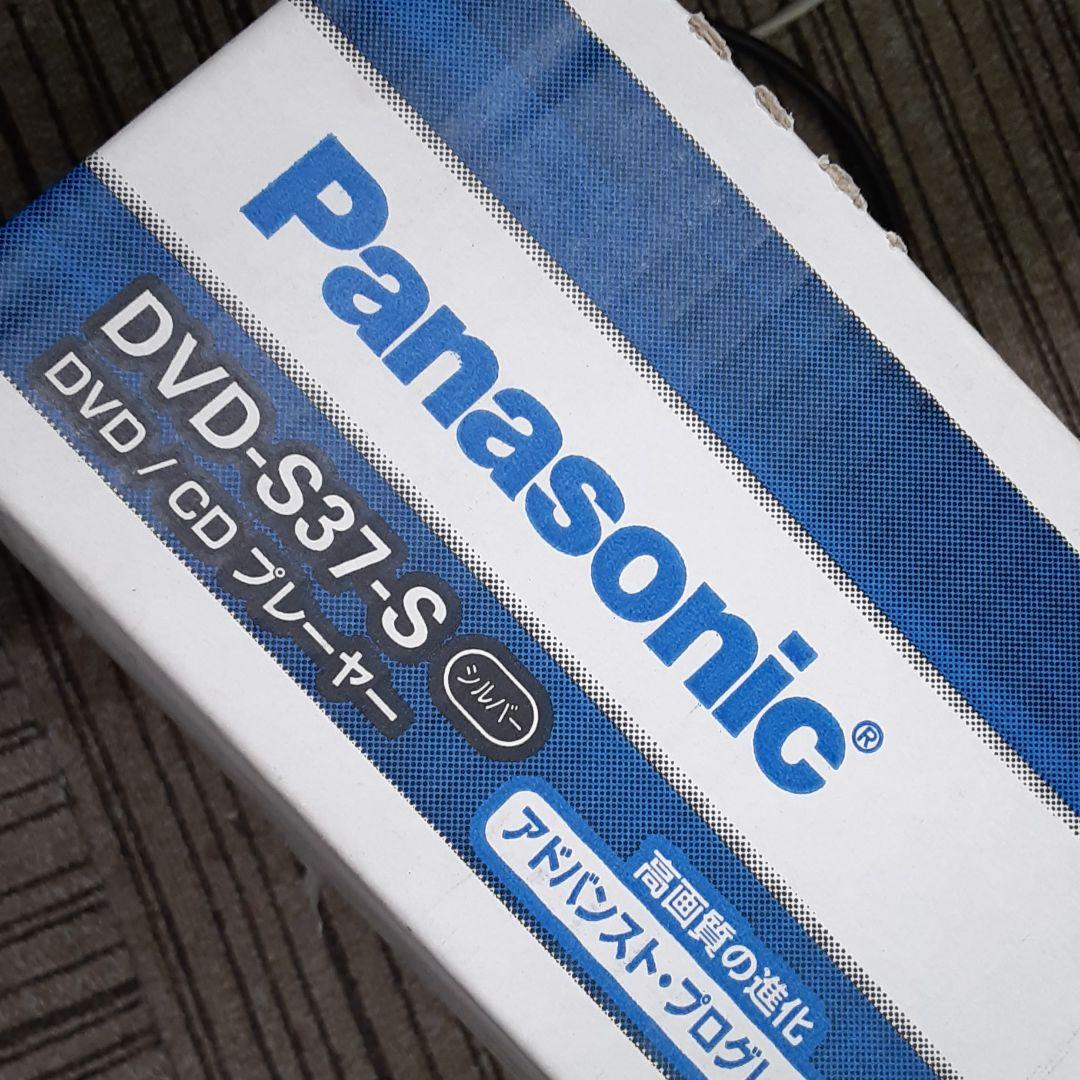 Panasonic®
DVD-S37-S シルバー
DVD / CD プレーヤー
高画質の進化
アドバンスト・プログ